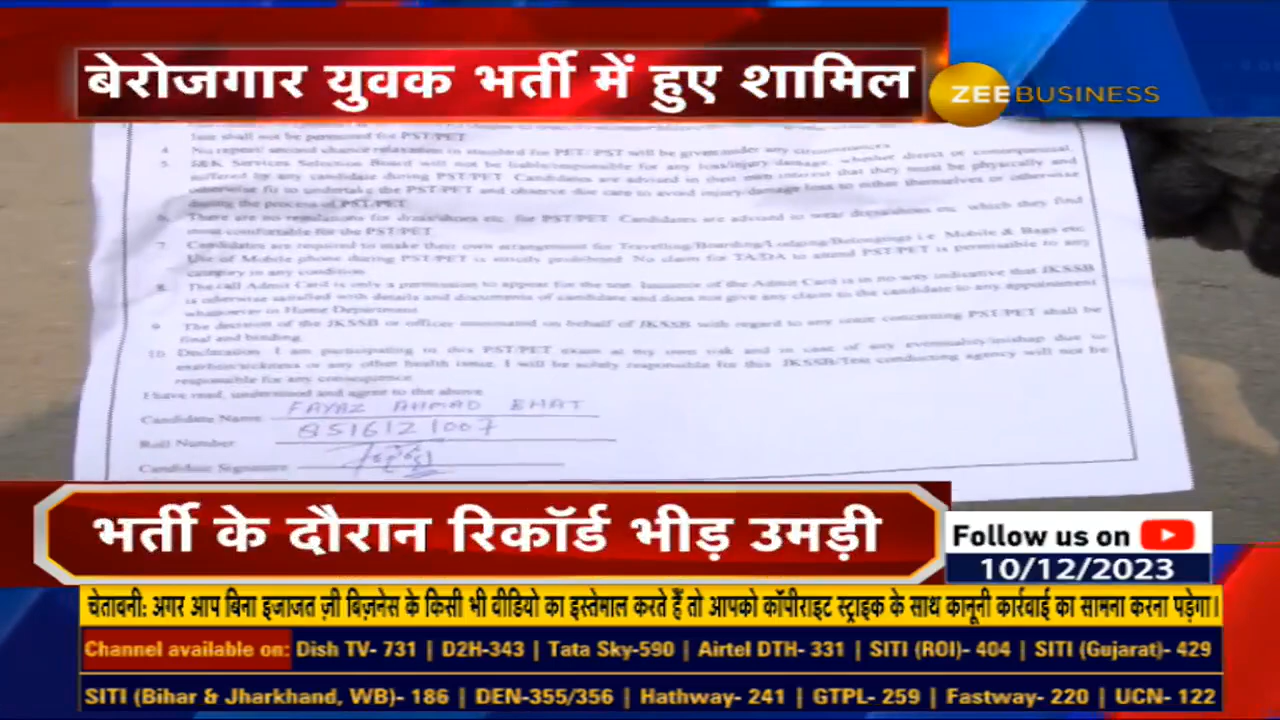 बेरोजगार युवक भर्ती में हुए शामिल
ZEEBUSINESS
shall not be permitted for PST/PET
4. No repeat/ second chance/relaxation in standard for PET/ PST will be given under any circumstances.
5. J&K Services Selection Board will not be liable/responsible for any loss/injury/damage, whether direct or consequential,
suffered by any candidate during PST/PET. Candidates are advised in their own interest that they must be physically and
otherwise fit to undertake the PST/PET and observe due care to avoid injury/damage loss to either themselves or otherwise
during the process of PST/PET
6. There are no regulations for dress/shoes etc. for PST/PET. Candidates are advised to wear dress/shoes etc. which they find
most comfortable for the PST/PET.
7. Candidates are required to make their own arrangement for Travelling/Boarding/Lodging/Belongings i.e Mobile & Bags etc.
Use of Mobile phone during PST/PET is strictly prohibited. No claim for TA/DA to attend PST/PET is permissible to any
category in any condition.
8. The call Admit Card is only a permission to appear for the test. Issuance of the Admit Card is in no way indicative that JKSSB
is otherwise satisfied with details and documents of candidate and does not give any claim to the candidate to any appointment
whatsoever in Home Department.
9. The decision of the JKSSB or officer nominated on behalf of JKSSB with regard to any issue concerning PST/PET shall be
final and binding.
10. Declaration: I am participating in this PST/PET exam at my own risk and in case of any eventuality/mishap due to
exertion/sickness or any other health issue, I will be solely responsible for this. JKSSB/Test conducting agency will not be
responsible for any consequence.
I have read, understood and agree to the above.
Candidate Name: FAYAZ AHMAD BHAT
Roll Number 8516121007
Candidate Signature
भर्ती के दौरान रिकॉर्ड भीड़ उमड़ी
Follow us on
10/12/2023
चेतावनी: अगर आप बिना इजाजत ज़ी बिज़नेस के किसी भी वीडियो का इस्तेमाल करते हैं तो आपको कॉपीराइट स्ट्राइक के साथ कानूनी कार्रवाई का सामना करना पड़ेगा।
Channel available on: Dish TV- 731 | D2H-343 | Tata Sky-590 | Airtel DTH- 331 | SITI (ROI)- 404 | SITI (Gujarat)- 429
SITI (Bihar & Jharkhand, WB)- 186 | DEN-355/356 | Hathway- 241 | GTPL- 259 | Fastway- 220 | UCN- 122